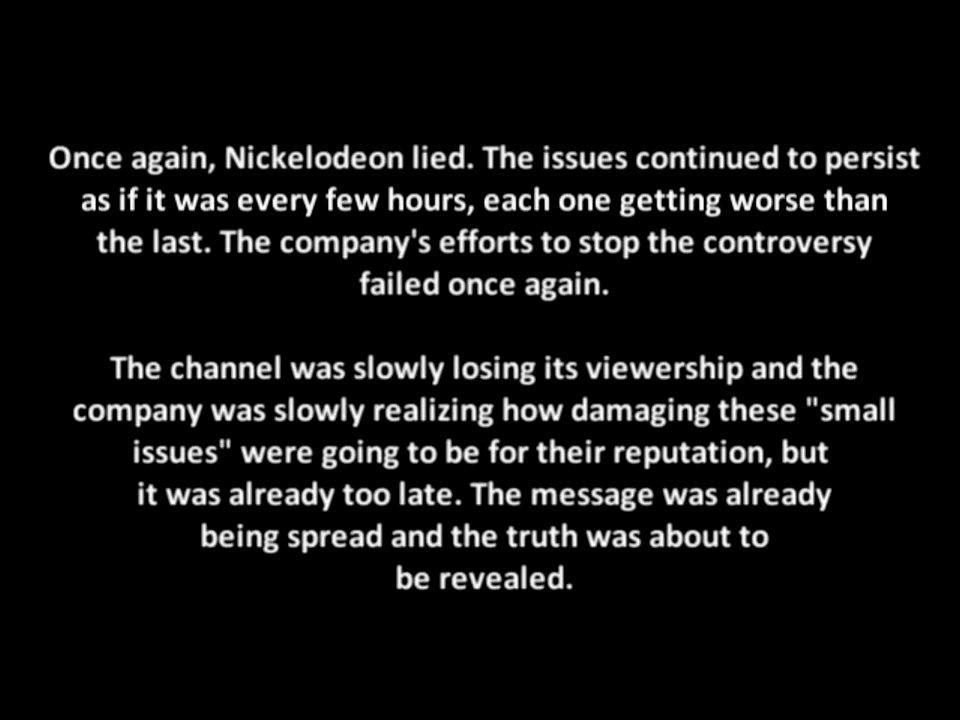 Once again, Nickelodeon lied. The issues continued to persist
as if it was every few hours, each one getting worse than
the last. The company's efforts to stop the controversy
failed once again.
The channel was slowly losing its viewership and the
company was slowly realizing how damaging these "small
issues" were going to be for their reputation, but
it was already too late. The message was already
being spread and the truth was about to
be revealed.